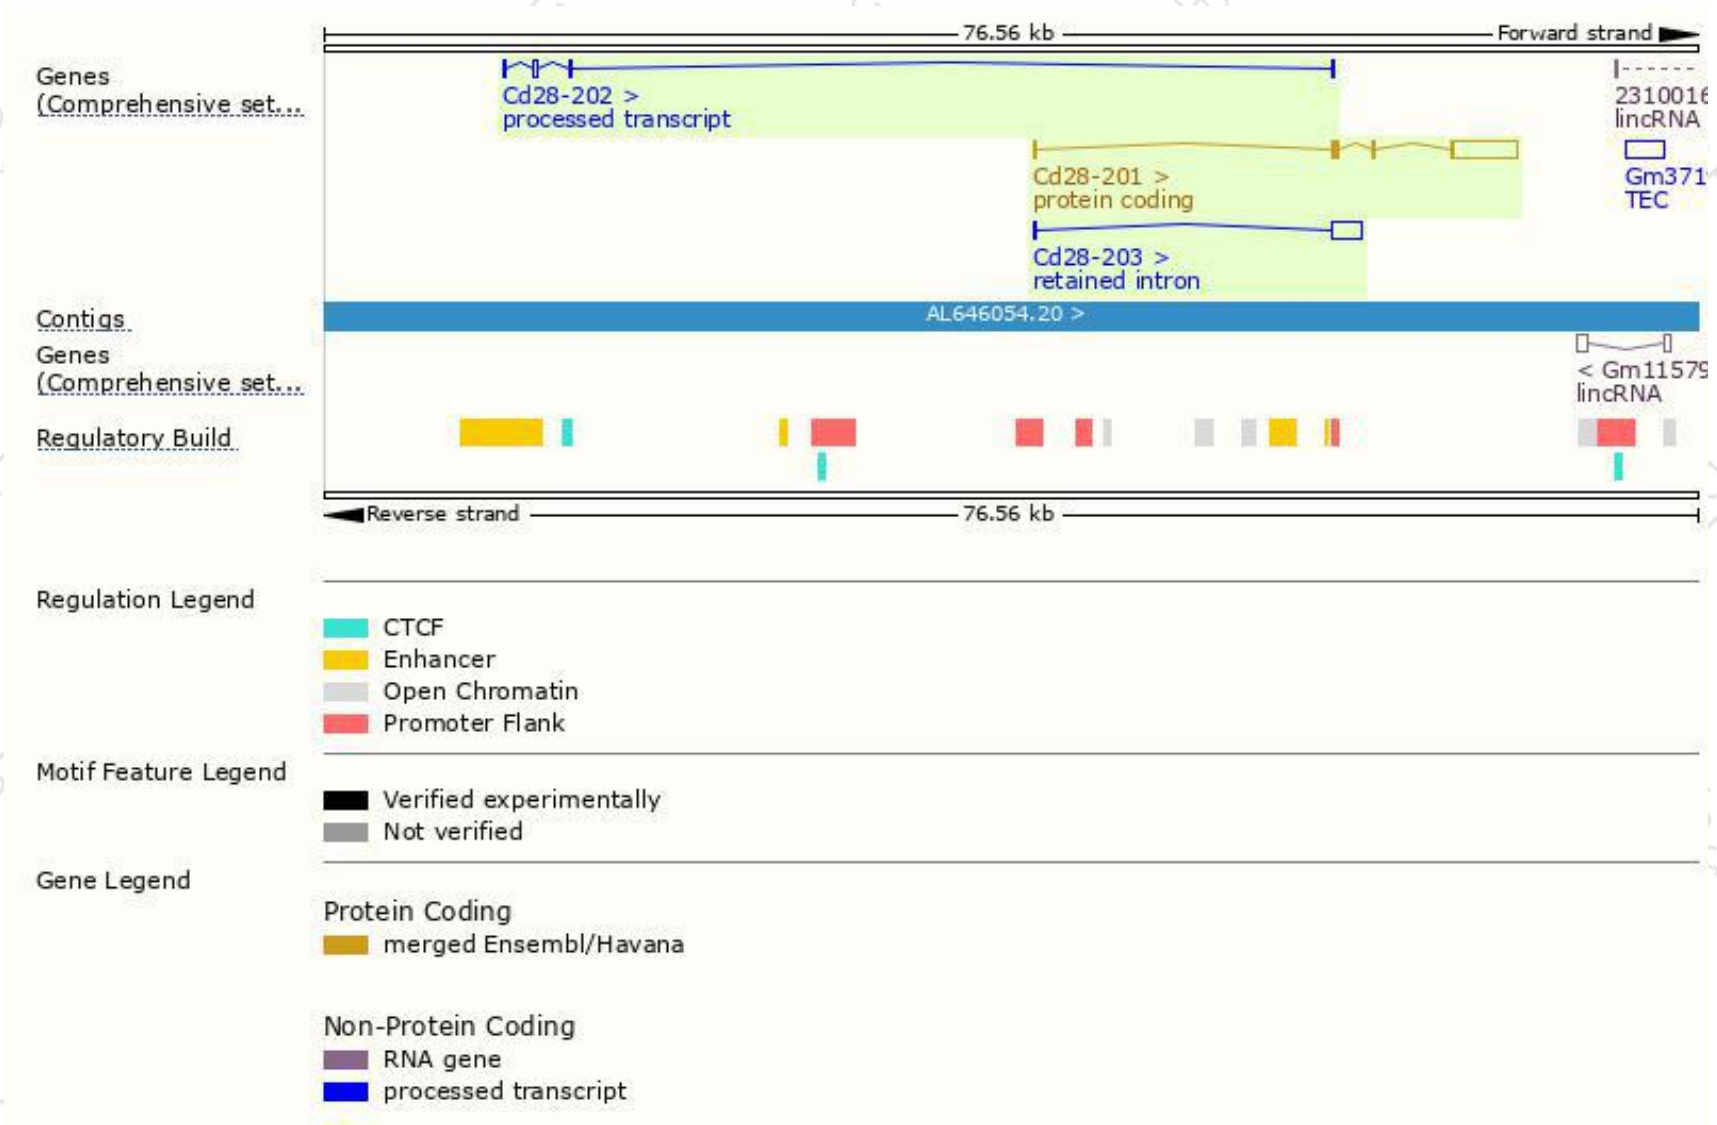 76.56 kb Forward strand
Genes
(Comprehensive set...
Cd28-202 >
processed transcript
2310016
lincRNA
Cd28-201 >
protein coding
Gm371
TEC
Cd28-203 >
retained intron
Contigs
AL646054.20 >
Genes
(Comprehensive set...
< Gm11579
lincRNA
Regulatory Build
Reverse strand 76.56 kb
Regulation Legend
CTCF
Enhancer
Open Chromatin
Promoter Flank
Motif Feature Legend
Verified experimentally
Not verified
Gene Legend
Protein Coding
merged Ensembl/Havana
Non-Protein Coding
RNA gene
processed transcript